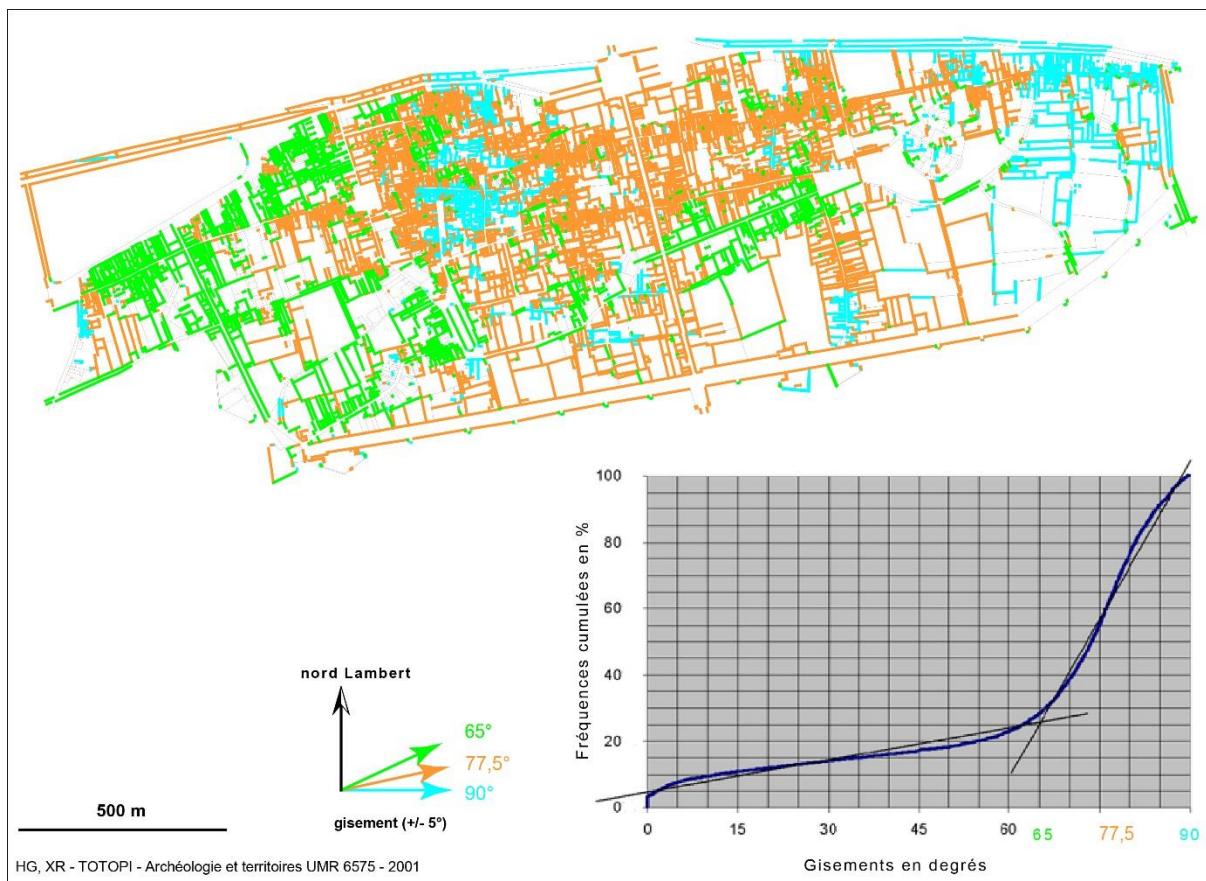 nord Lambert
65°
77,5°
90°
gisement (+/- 5°)
500 m
HG, XR - TOTOPI - Archéologie et territoires UMR 6575 - 2001
Fréquences cumulées en %
100
80
60
40
20
0
0 15 30 45 60 65 77,5 90
Gisements en degrés